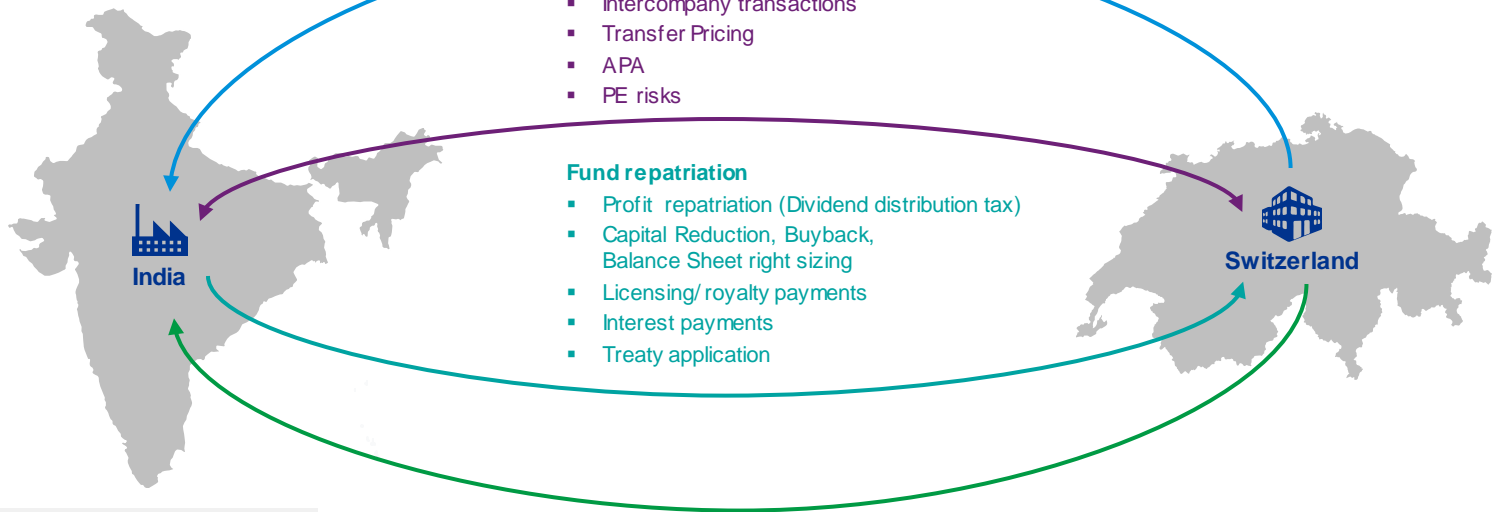 ▪ Intercompany transactions
▪ Transfer Pricing
▪ APA
▪ PE risks
Fund repatriation
▪ Profit repatriation (Dividend distribution tax)
▪ Capital Reduction, Buyback,
Balance Sheet right sizing
▪ Licensing/ royalty payments
▪ Interest payments
▪ Treaty application
India
Switzerland